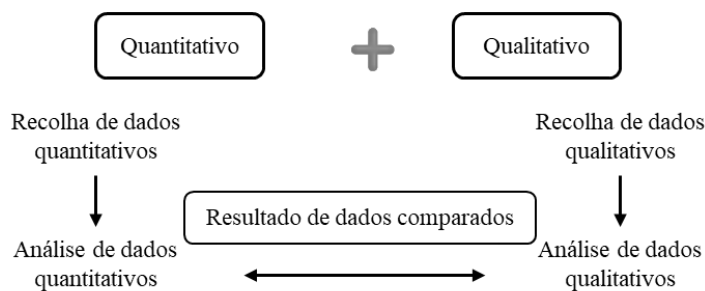 Quantitativo
Qualitativo
Recolha de dados
quantitativos
Recolha de dados
qualitativos
Resultado de dados comparados
Análise de dados
quantitativos
Análise de dados
qualitativos